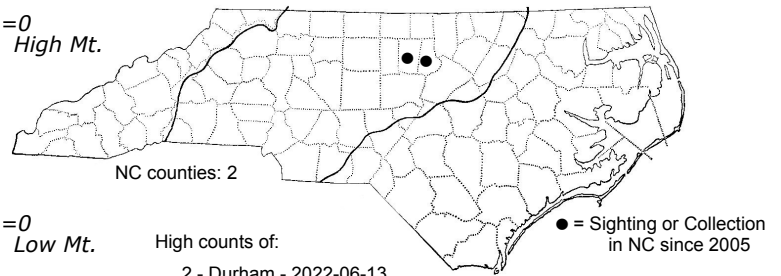 =0
High Mt.
NC counties: 2
=0
Low Mt.
High counts of:
2 - Durham - 2022-06-13
● = Sighting or Collection
in NC since 2005